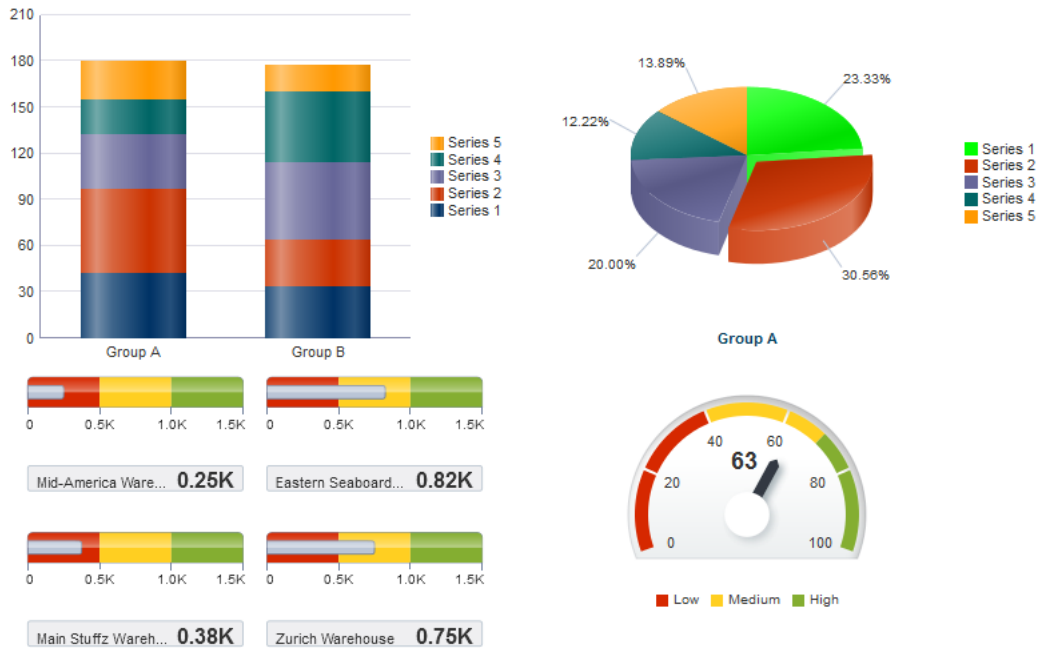 210
180
150
120
90
60
30
0
Group A
Group B
Series 5
Series 4
Series 3
Series 2
Series 1
13.89%
23.33%
12.22%
20.00%
30.56%
Series 1
Series 2
Series 3
Series 4
Series 5
Group A
0 0.5K 1.0K 1.5K
Mid-America Ware... 0.25K
0 0.5K 1.0K 1.5K
Eastern Seaboard... 0.82K
0 0.5K 1.0K 1.5K
Main Stuffz Wareh... 0.38K
0 0.5K 1.0K 1.5K
Zurich Warehouse 0.75K
40 60
63
20 80
0 100
Low Medium High